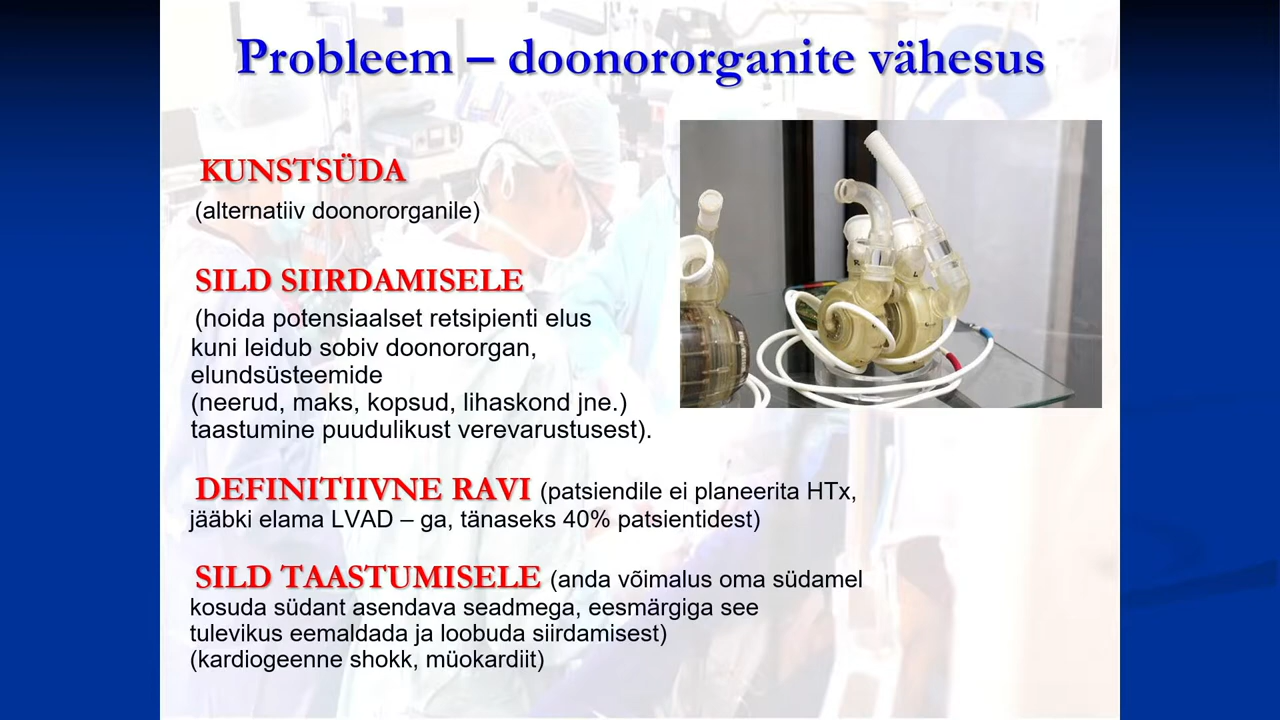 Probleem – doonororganite vähesus
KUNSTSÜDA
(alternatiiv doonororganile)
SILD SIIRDAMISELE
(hoida potensiaalset retsipienti elus
kuni leidub sobiv doonororgan,
elundsüsteemide
(neerud, maks, kopsud, lihaskond jne.)
taastumine puudulikust verevarustusest).
DEFINITIIVNE RAVI (patsiendile ei planeerita HTx,
jääbki elama LVAD – ga, tänaseks 40% patsientidest)
SILD TAASTUMISELE (anda võimalus oma südamel
kosuda südant asendava seadmega, eesmärgiga see
tulevikus eemaldada ja loobuda siirdamisest)
(kardiogeenne shokk, müokardiit)